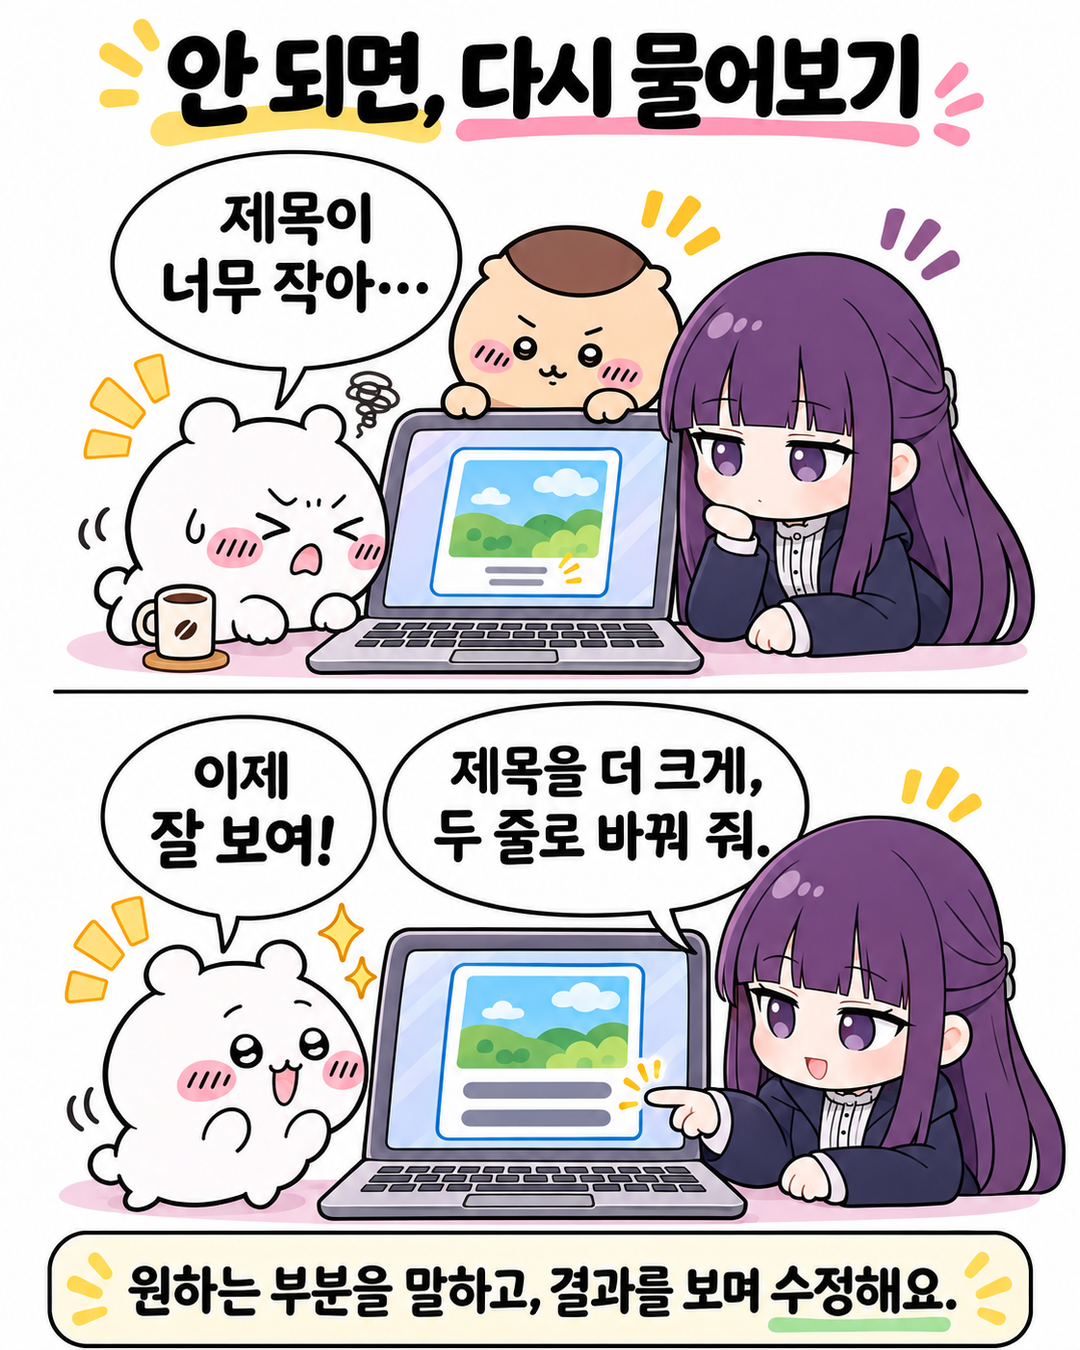 안 되면, 다시 물어보기
제목이
너무 작아…
이제
잘 보여!
제목을 더 크게,
두 줄로 바꿔 줘.
원하는 부분을 말하고, 결과를 보며 수정해요.